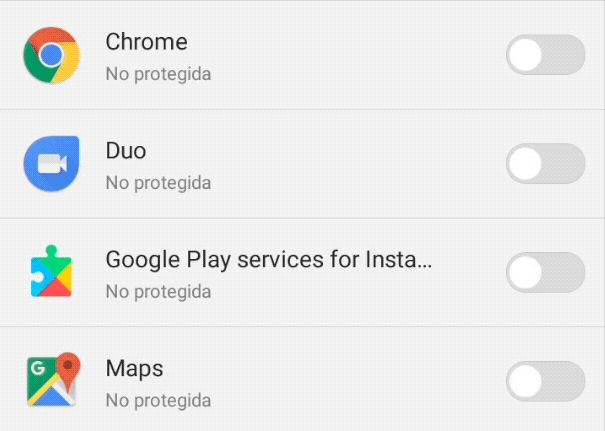 Chrome
No protegida
Duo
No protegida
Google Play services for Insta...
No protegida
G
Maps
No protegida